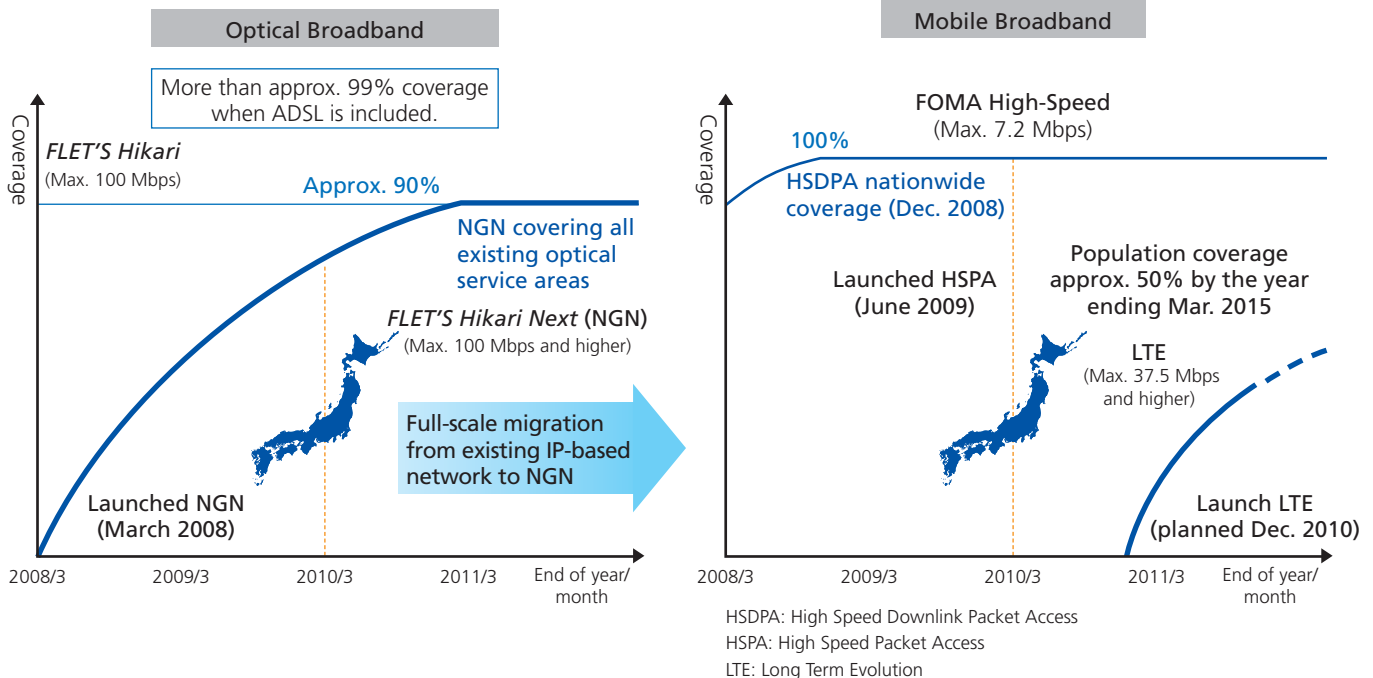 Optical Broadband
More than approx. 99% coverage
when ADSL is included.
Coverage
FLET'S Hikari
(Max. 100 Mbps)
Approx. 90%
NGN covering all
existing optical
service areas
FLET'S Hikari Next (NGN)
(Max. 100 Mbps and higher)
Full-scale migration
from existing IP-based
network to NGN
Launched NGN
(March 2008)
2008/3
2009/3
2010/3
2011/3
End of year/
month
Mobile Broadband
Coverage
FOMA High-Speed
(Max. 7.2 Mbps)
100%
HSDPA nationwide
coverage (Dec. 2008)
Launched HSPA
(June 2009)
Population coverage
approx. 50% by the year
ending Mar. 2015
LTE
(Max. 37.5 Mbps
and higher)
Launch LTE
(planned Dec. 2010)
2008/3
2009/3
2010/3
2011/3
End of year/
month
HSDPA: High Speed Downlink Packet Access
HSPA: High Speed Packet Access
LTE: Long Term Evolution